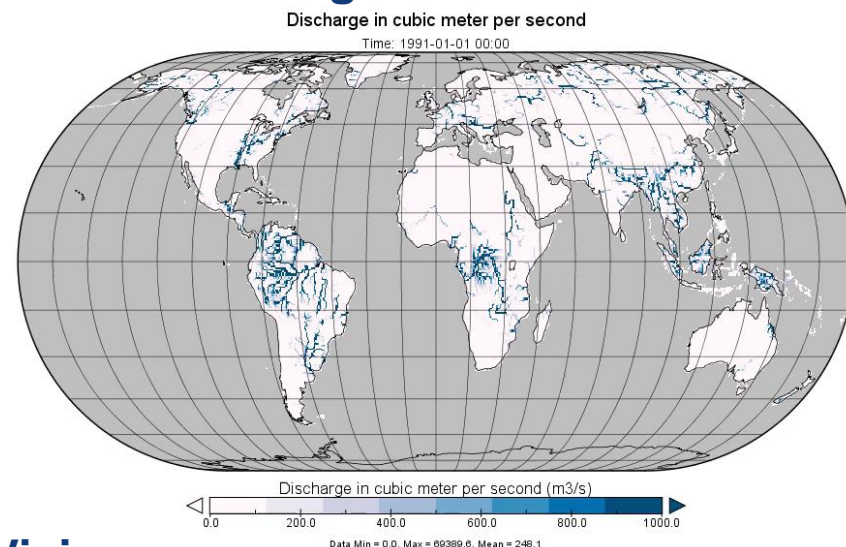 Discharge in cubic meter per second
Time: 1991-01-01 00:00
Discharge in cubic meter per second (m3/s)
0.0 200.0 400.0 600.0 800.0 1000.0
Data Min = 0.0, Max = 69389.6, Mean = 248.1